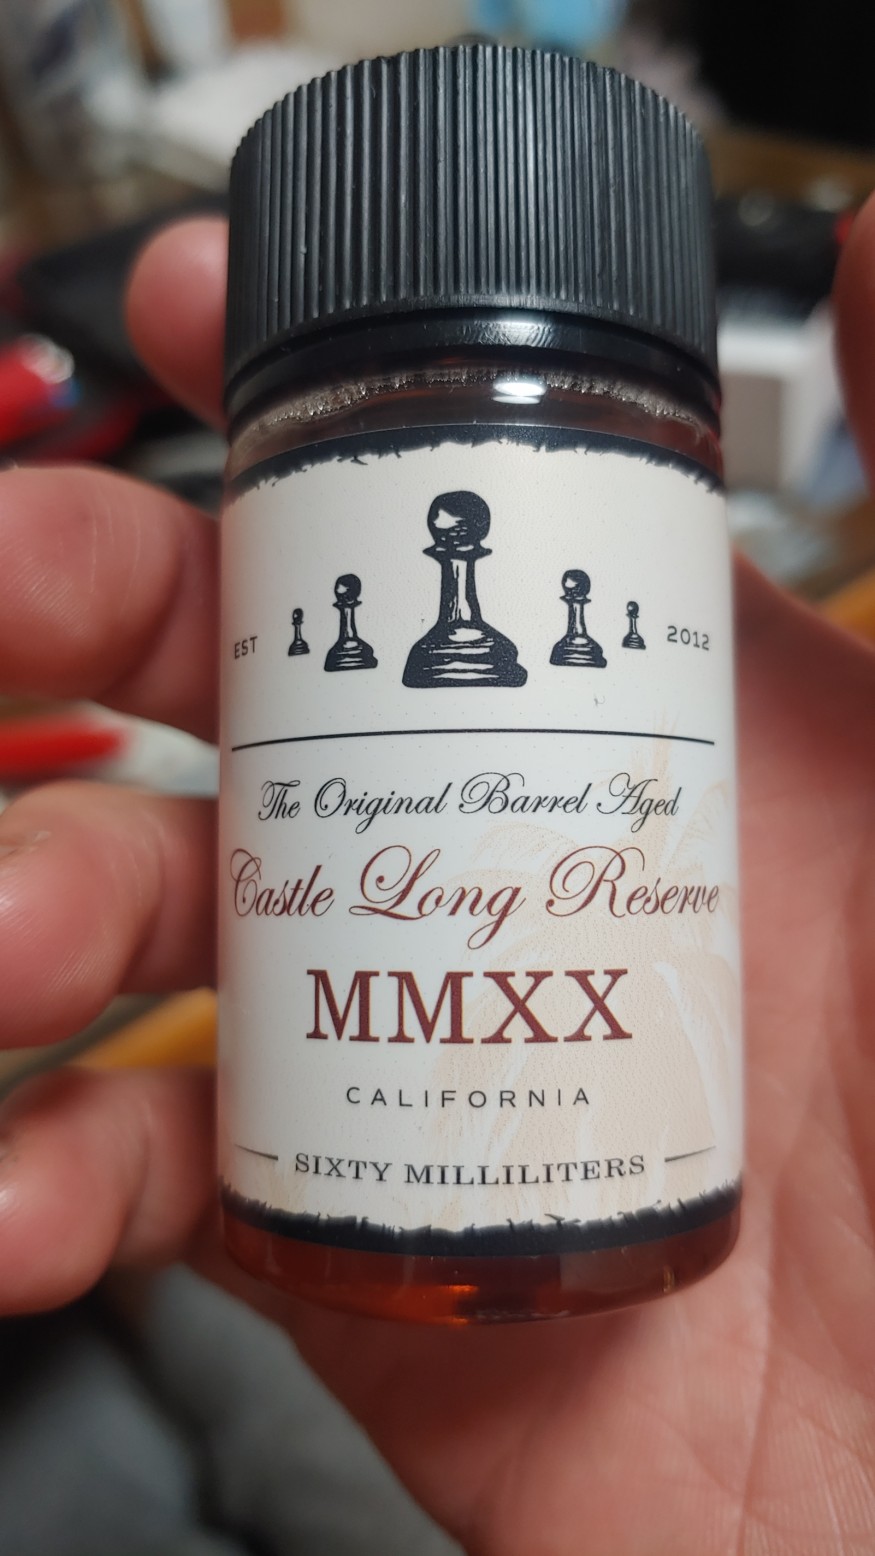 EST 2012
The Original Barrel Aged
Castle Long Reserve
MMXX
CALIFORNIA
SIXTY MILLILITERS